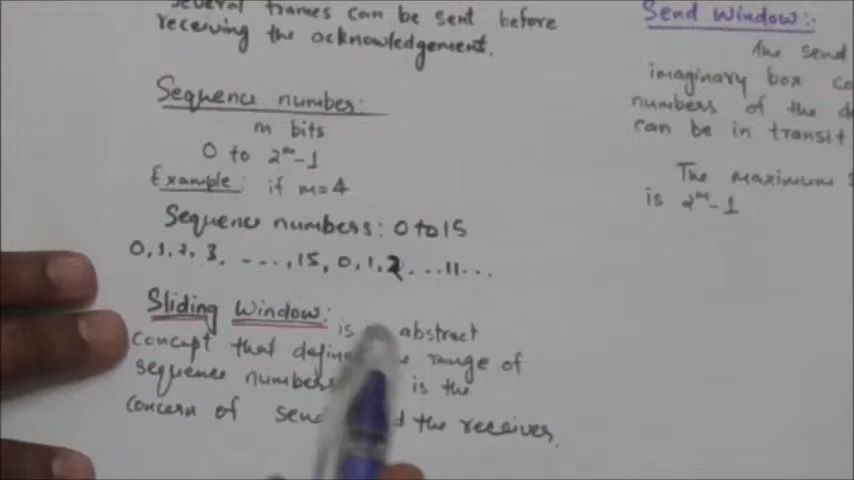 Several frames can be sent before
receiving the acknowledgement.
Sequence number:
m bits
0 to 2^m-1
Example: if m=4
Sequence numbers: 0 to 15
0, 1, 2, 3, ....., 15, 0, 1, 2, ...11...
Sliding Window:
is abstract
concept that range of
sequence numbers is the
concern of the receiver.
Send Window:-
The send
imaginary box
numbers of the
can be in transit
The maximum
is 2^m-1